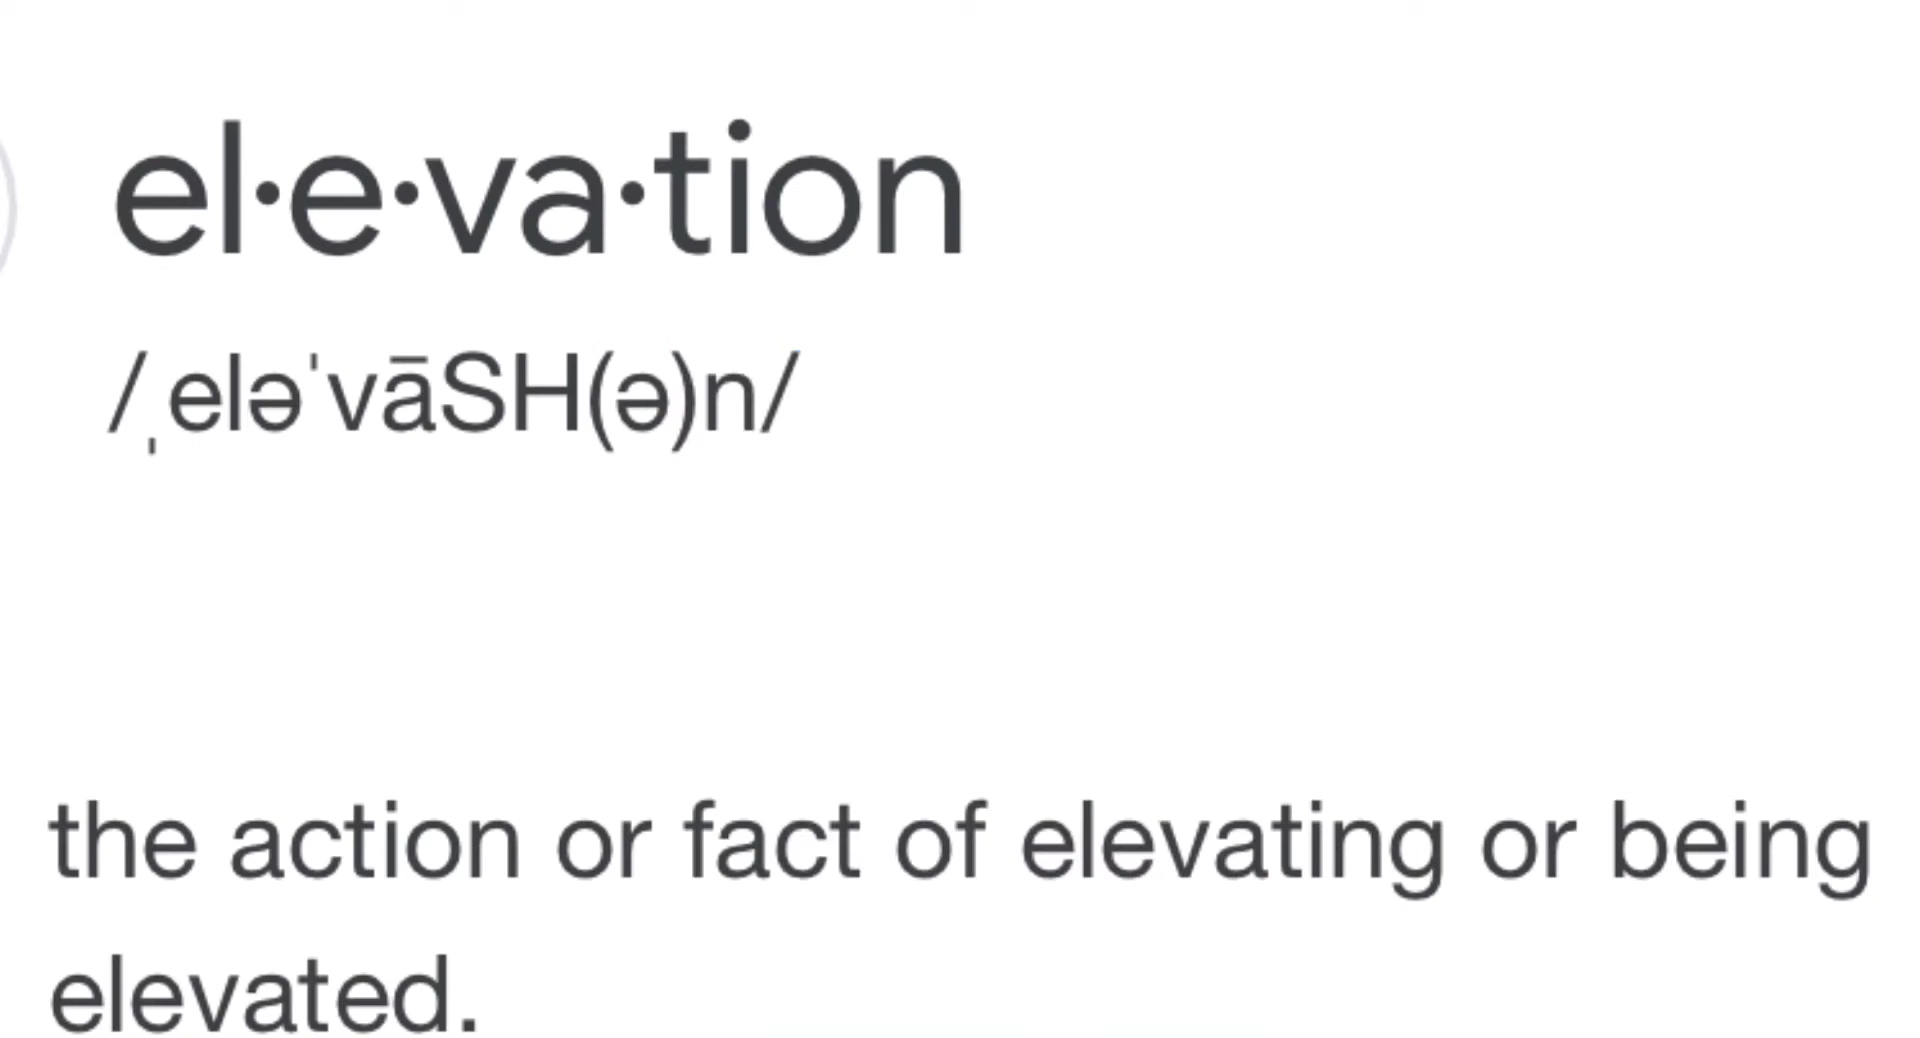 el·e·va·tion
/ˌeləˈvāSH(ə)n/
the action or fact of elevating or being
elevated.